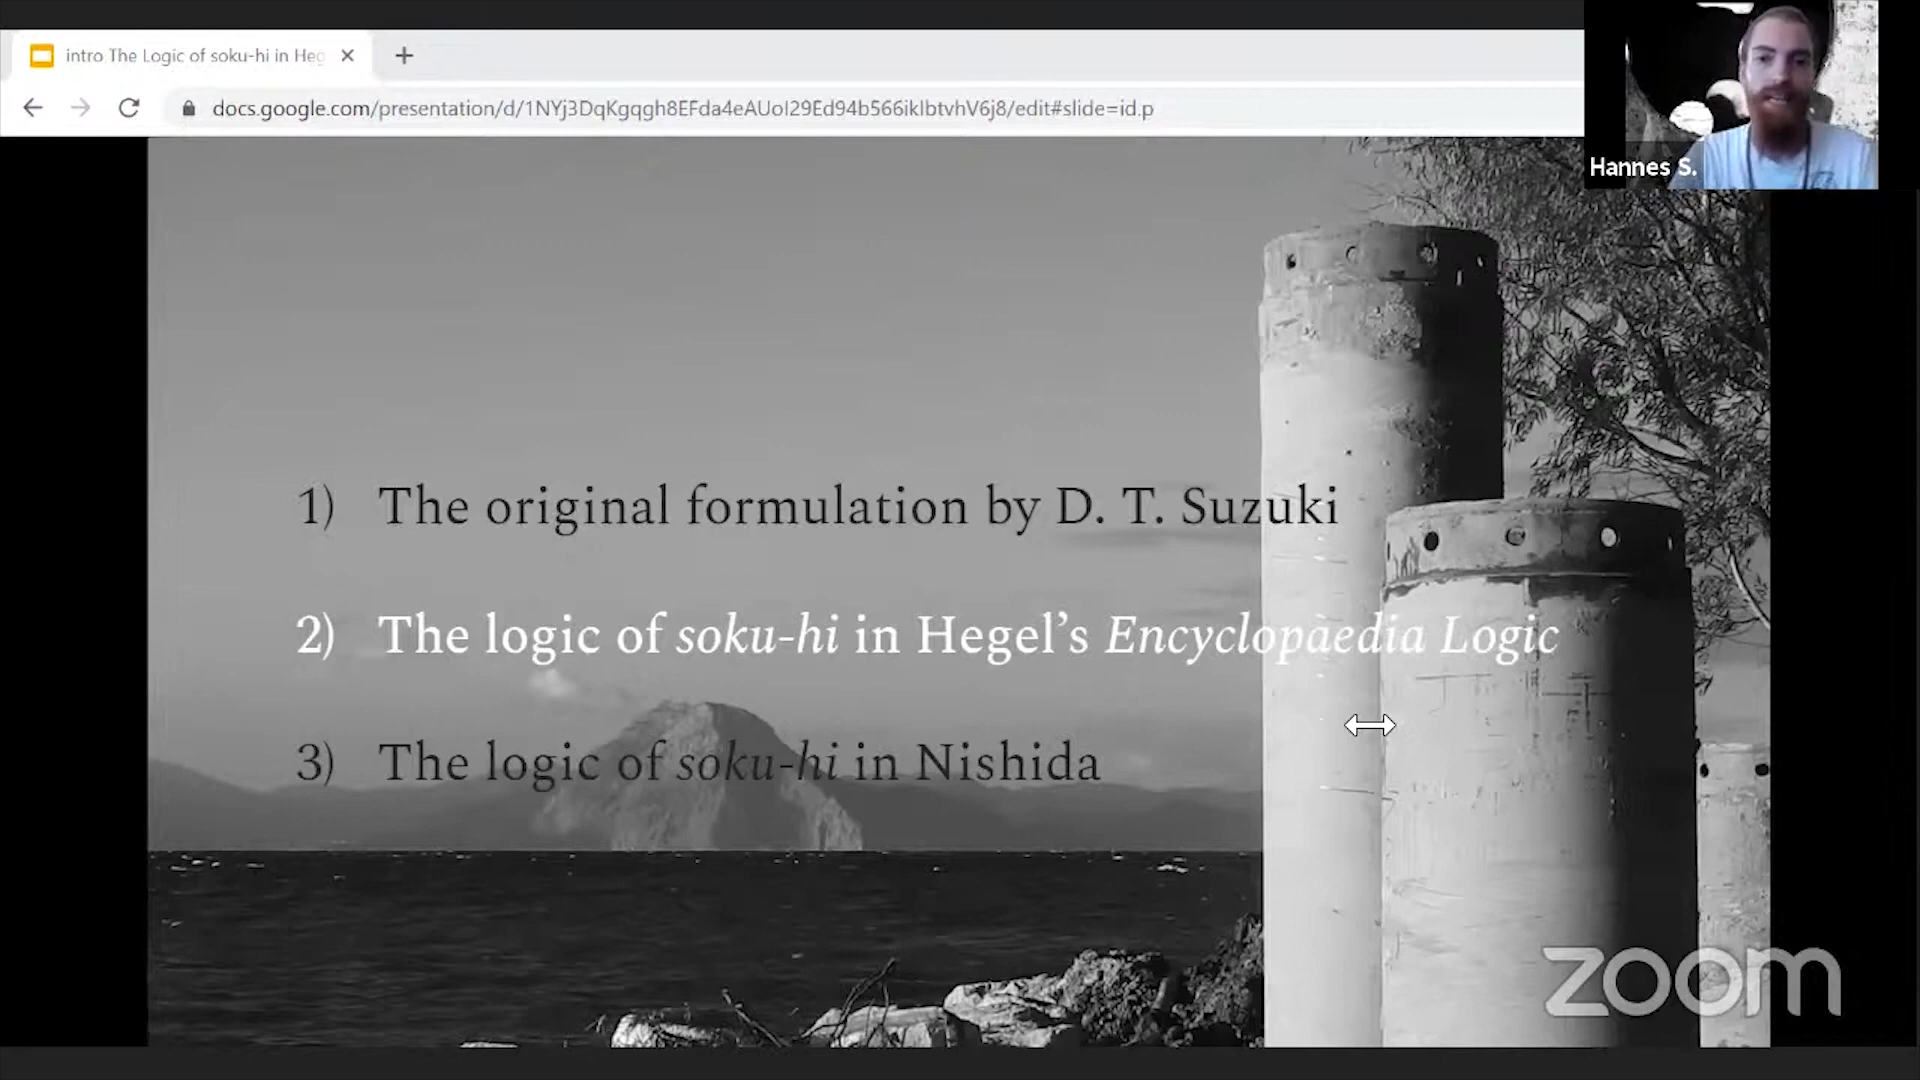 intro The Logic of soku-hi in Heg
docs.google.com/presentation/d/1NYj3DqKgqgh8EFda4eAUoI29Ed94b566ikIbtvhV6j8/edit#slide=id.p
Hannes S.
1) The original formulation by D. T. Suzuki
2) The logic of soku-hi in Hegel’s Encyclopaedia Logic
3) The logic of soku-hi in Nishida
zoom